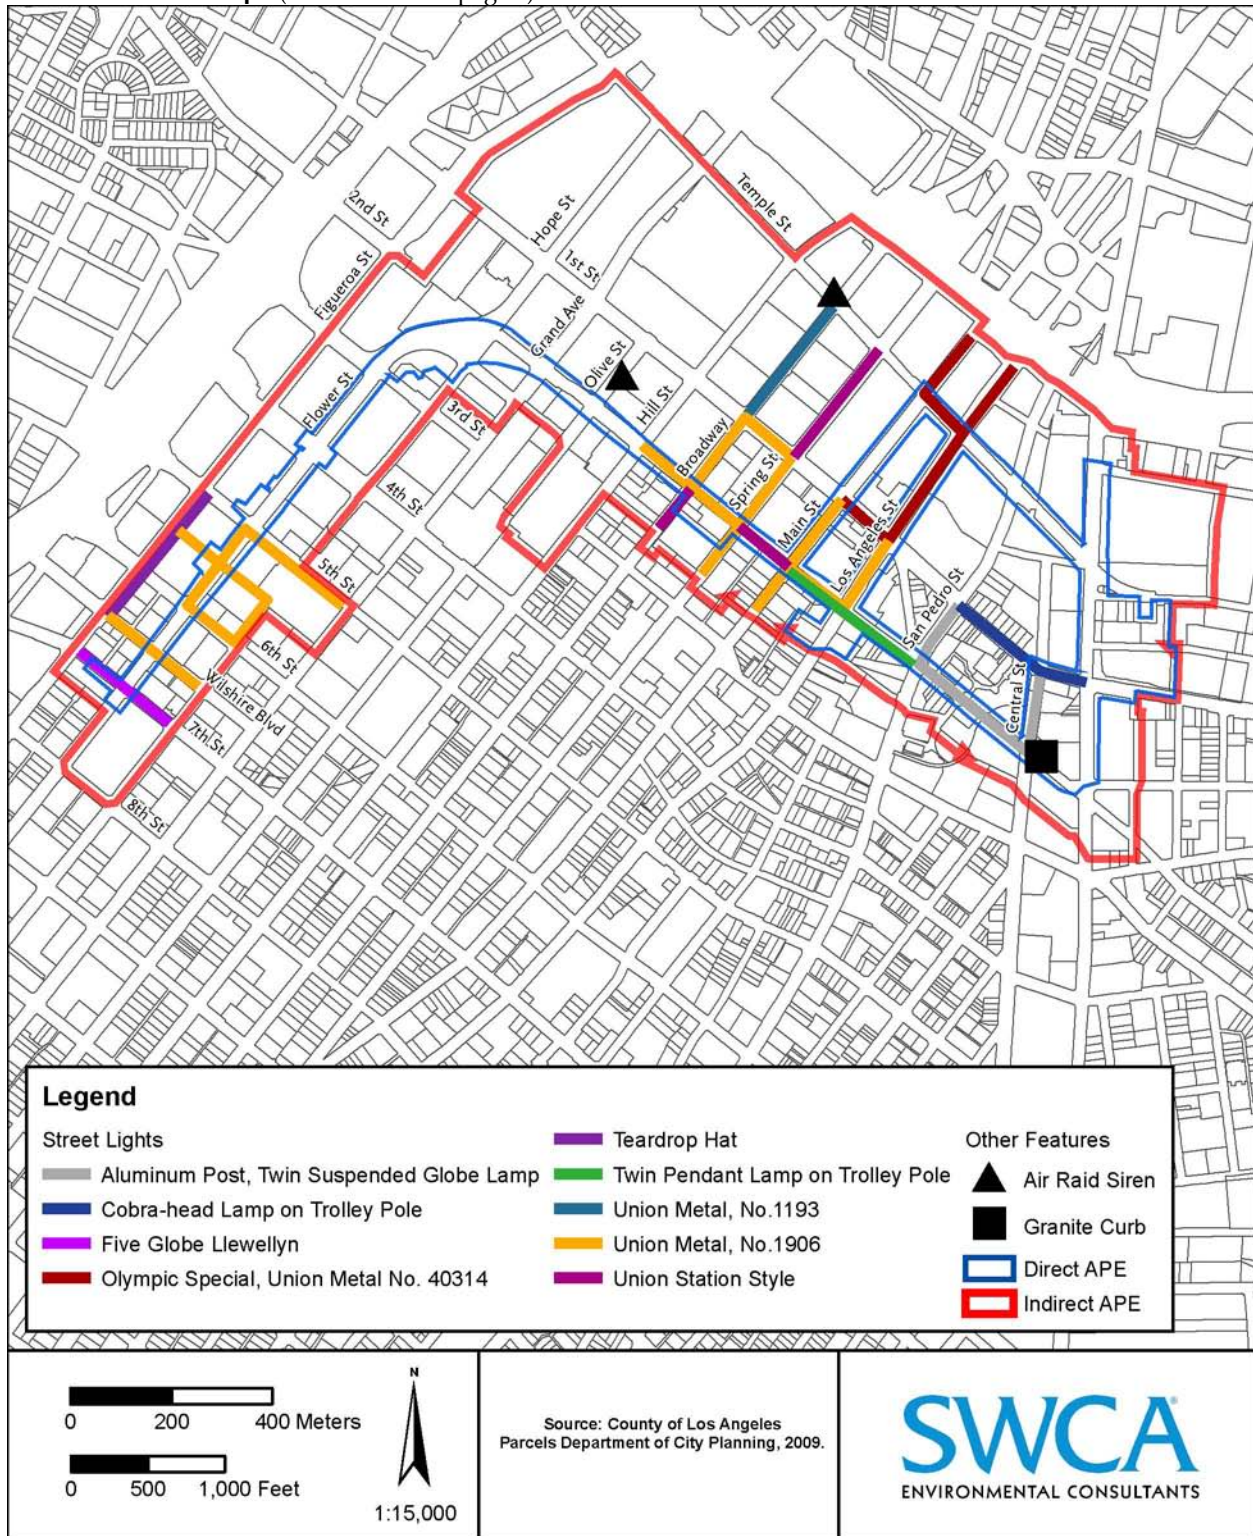 Temple St
2nd St
Hope St
1st St
Figueroa St
Grand Ave
Olive St
Hill St
Flower St
3rd St
Broadway
Spring St
4th St
Main St
Los Angeles St
5th St
San Pedro St
6th St
Central St
Wilshire Blvd
7th St
8th St
Legend
Street Lights
Aluminum Post, Twin Suspended Globe Lamp
Cobra-head Lamp on Trolley Pole
Five Globe Llewellyn
Olympic Special, Union Metal No. 40314
Teardrop Hat
Twin Pendant Lamp on Trolley Pole
Union Metal, No.1193
Union Metal, No.1906
Union Station Style
Other Features
Air Raid Siren
Granite Curb
Direct APE
Indirect APE
0 200 400 Meters
0 500 1,000 Feet
N
1:15,000
Source: County of Los Angeles
Parcels Department of City Planning, 2009.
SWCA®
ENVIRONMENTAL CONSULTANTS